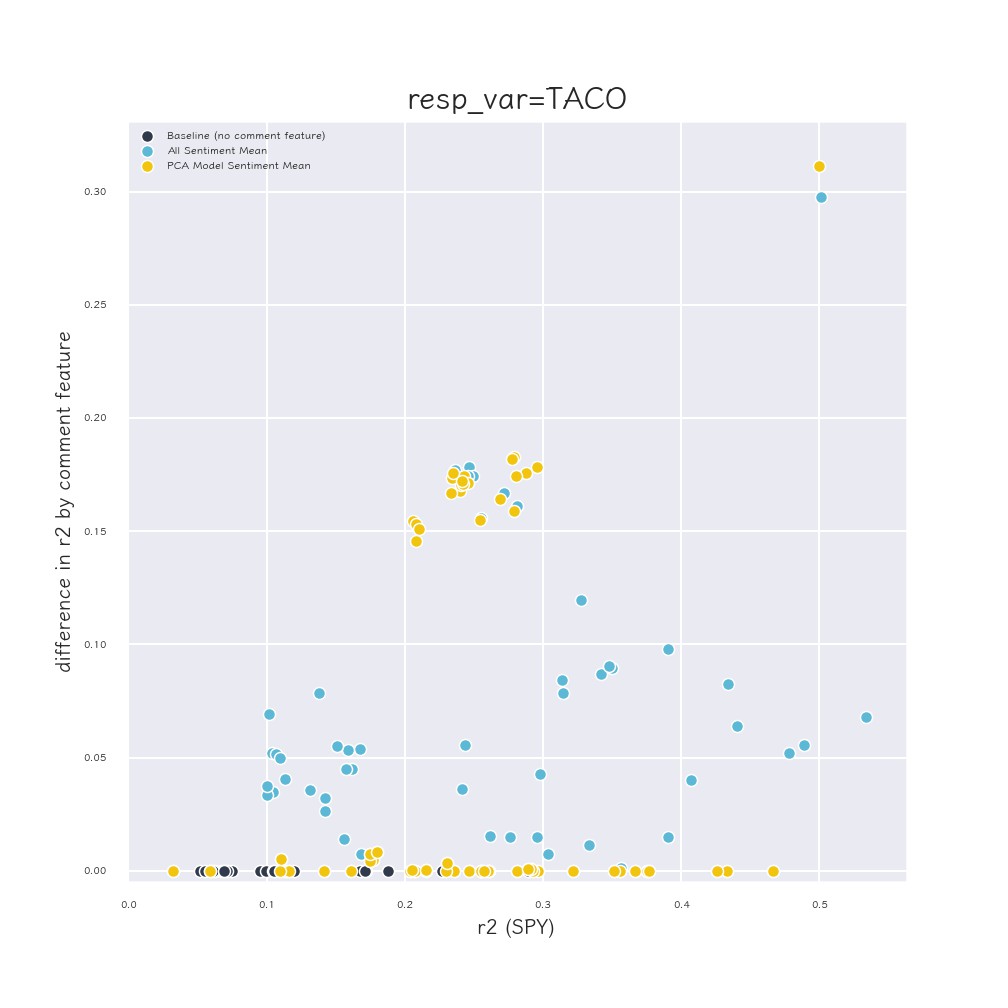 resp_var=TACO
Baseline (no comment feature)
All Sentiment Mean
PCA Model Sentiment Mean
0.30
0.25
0.20
0.15
0.10
0.05
0.00
difference in r2 by comment feature
0.0 0.1 0.2 0.3 0.4 0.5
r2 (SPY)